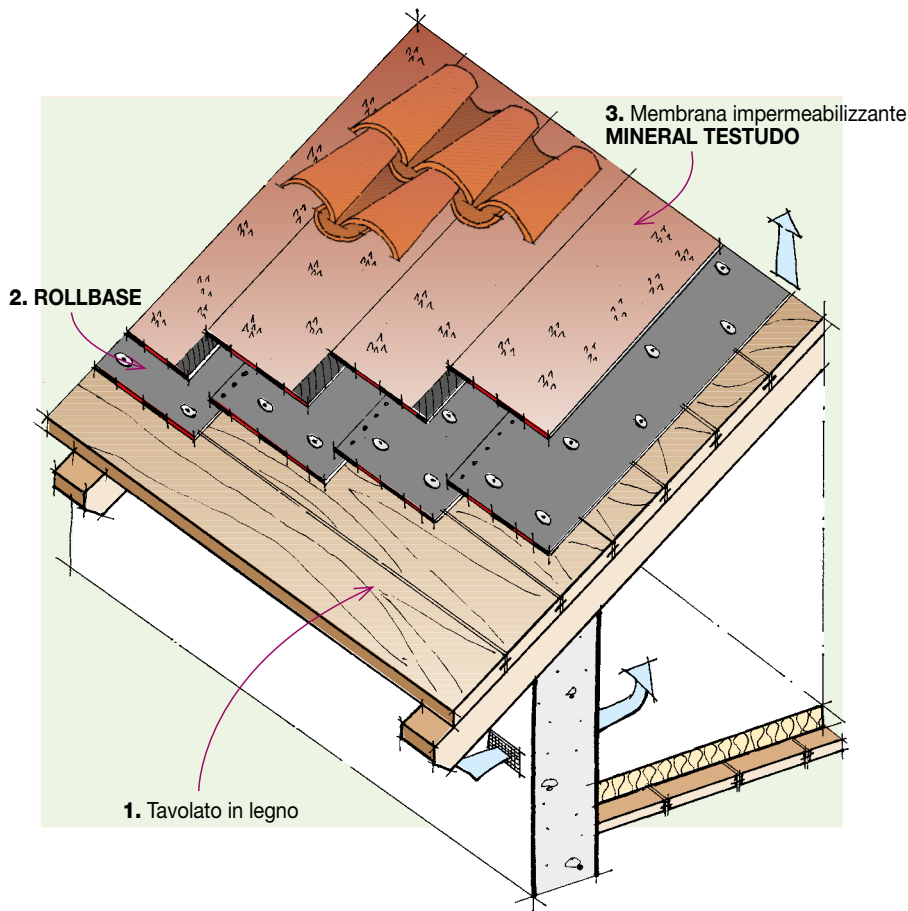 3. Membrana impermeabilizzante
MINERAL TESTUDO
2. ROLLBASE
1. Tavolato in legno